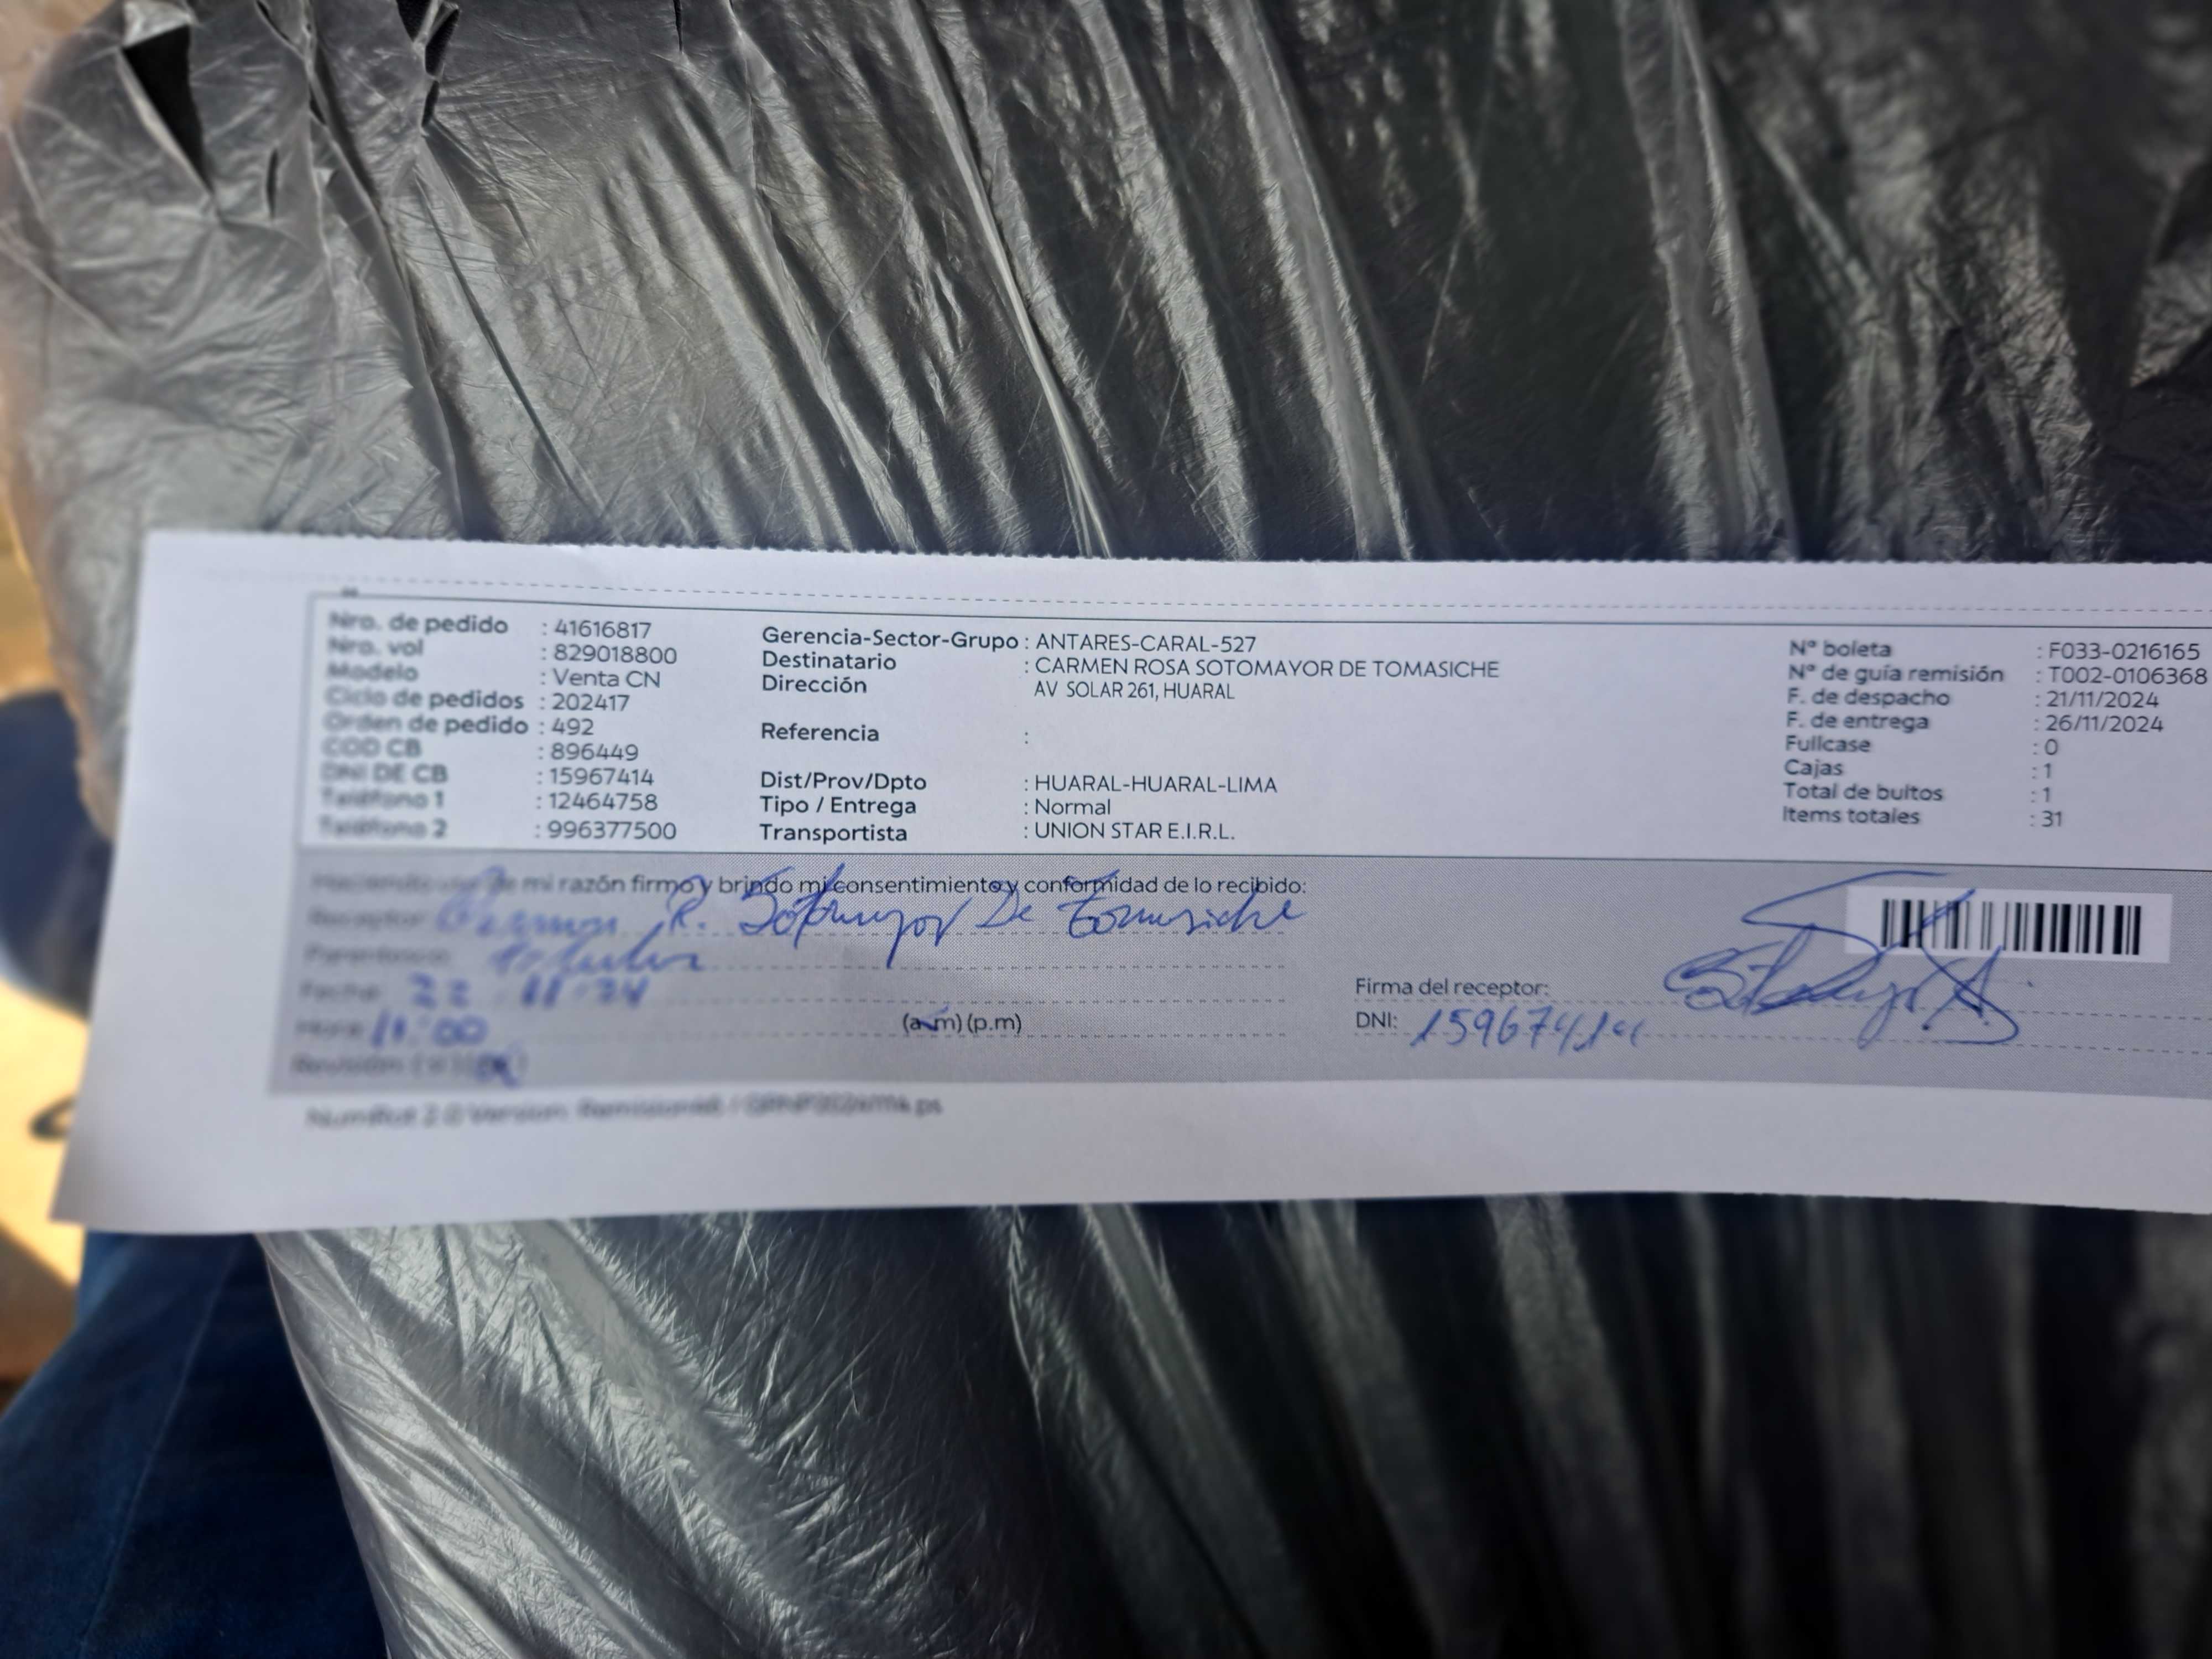 Nro. de pedido : 41616817
Nro. vol : 829018800
Modelo : Venta CN
Ciclo de pedidos : 202417
Orden de pedido : 492
COD CB : 896449
DNI DE CB : 15967414
Teléfono 1 : 12464758
Teléfono 2 : 996377500
Gerencia-Sector-Grupo : ANTARES-CARAL-527
Destinatario : CARMEN ROSA SOTOMAYOR DE TOMASICHE
Dirección AV SOLAR 261, HUARAL
Referencia :
Dist/Prov/Dpto : HUARAL-HUARAL-LIMA
Tipo / Entrega : Normal
Transportista : UNION STAR E.I.R.L.
Nº boleta : F033-0216165
Nº de guía remisión : T002-0106368
F. de despacho : 21/11/2024
F. de entrega : 26/11/2024
Fullcase : 0
Cajas : 1
Total de bultos : 1
Items totales : 31
Haciendo uso de mi razón firmo y brindo mi consentimiento y conformidad de lo recibido:
Receptor: Carmen R. Sotomayor De Tomasiche
Parentesco:
Fecha: 22-11-24
Hora: 11:00 (a.m) (p.m)
Firma del receptor:
DNI: 15967414